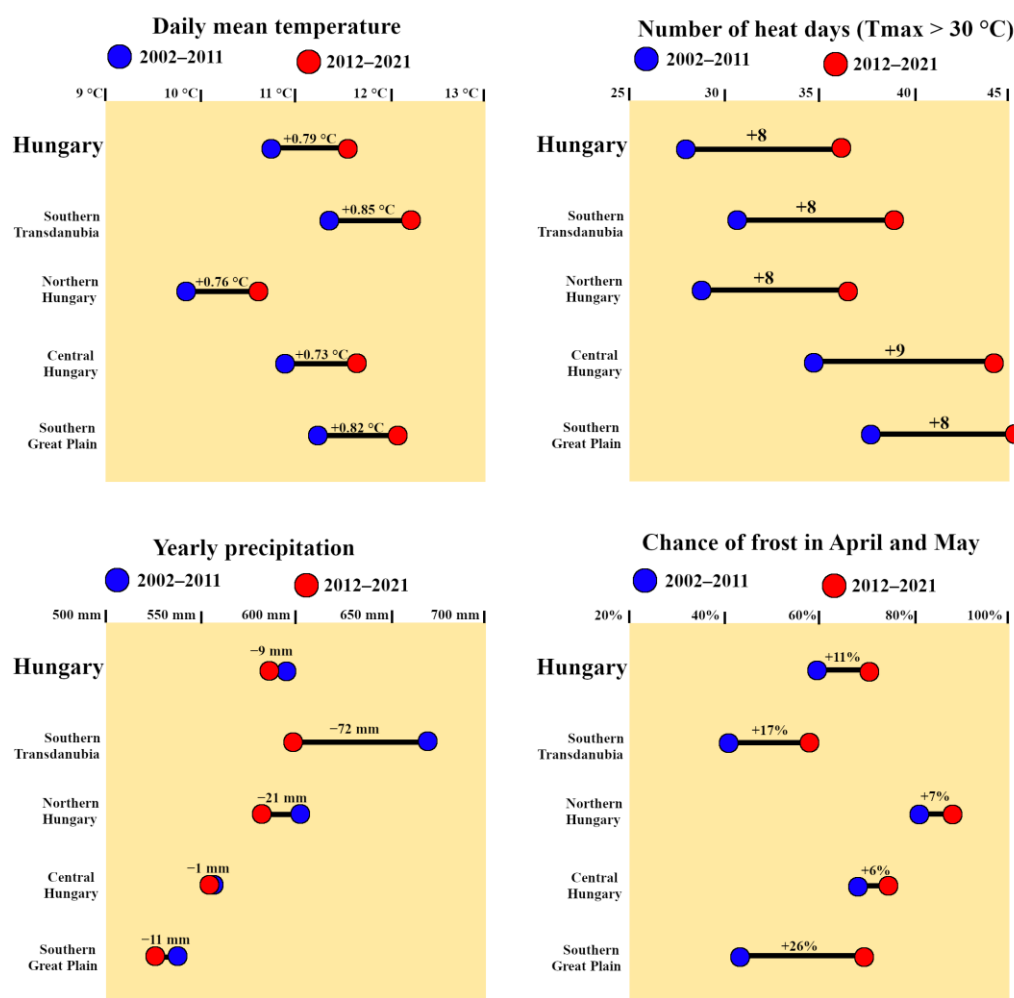 Daily mean temperature
2002–2011
2012–2021
9 °C 10 °C 11 °C 12 °C 13 °C
Hungary
+0.79 °C
Southern
Transdanubia
+0.85 °C
Northern
Hungary
+0.76 °C
Central
Hungary
+0.73 °C
Southern
Great Plain
+0.82 °C
Number of heat days (Tmax > 30 °C)
2002–2011
2012–2021
25 30 35 40 45
Hungary
+8
Southern
Transdanubia
+8
Northern
Hungary
+8
Central
Hungary
+9
Southern
Great Plain
+8
Yearly precipitation
2002–2011
2012–2021
500 mm 550 mm 600 mm 650 mm 700 mm
Hungary
−9 mm
Southern
Transdanubia
−72 mm
Northern
Hungary
−21 mm
Central
Hungary
−1 mm
Southern
Great Plain
−11 mm
Chance of frost in April and May
2002–2011
2012–2021
20% 40% 60% 80% 100%
Hungary
+11%
Southern
Transdanubia
+17%
Northern
Hungary
+7%
Central
Hungary
+6%
Southern
Great Plain
+26%